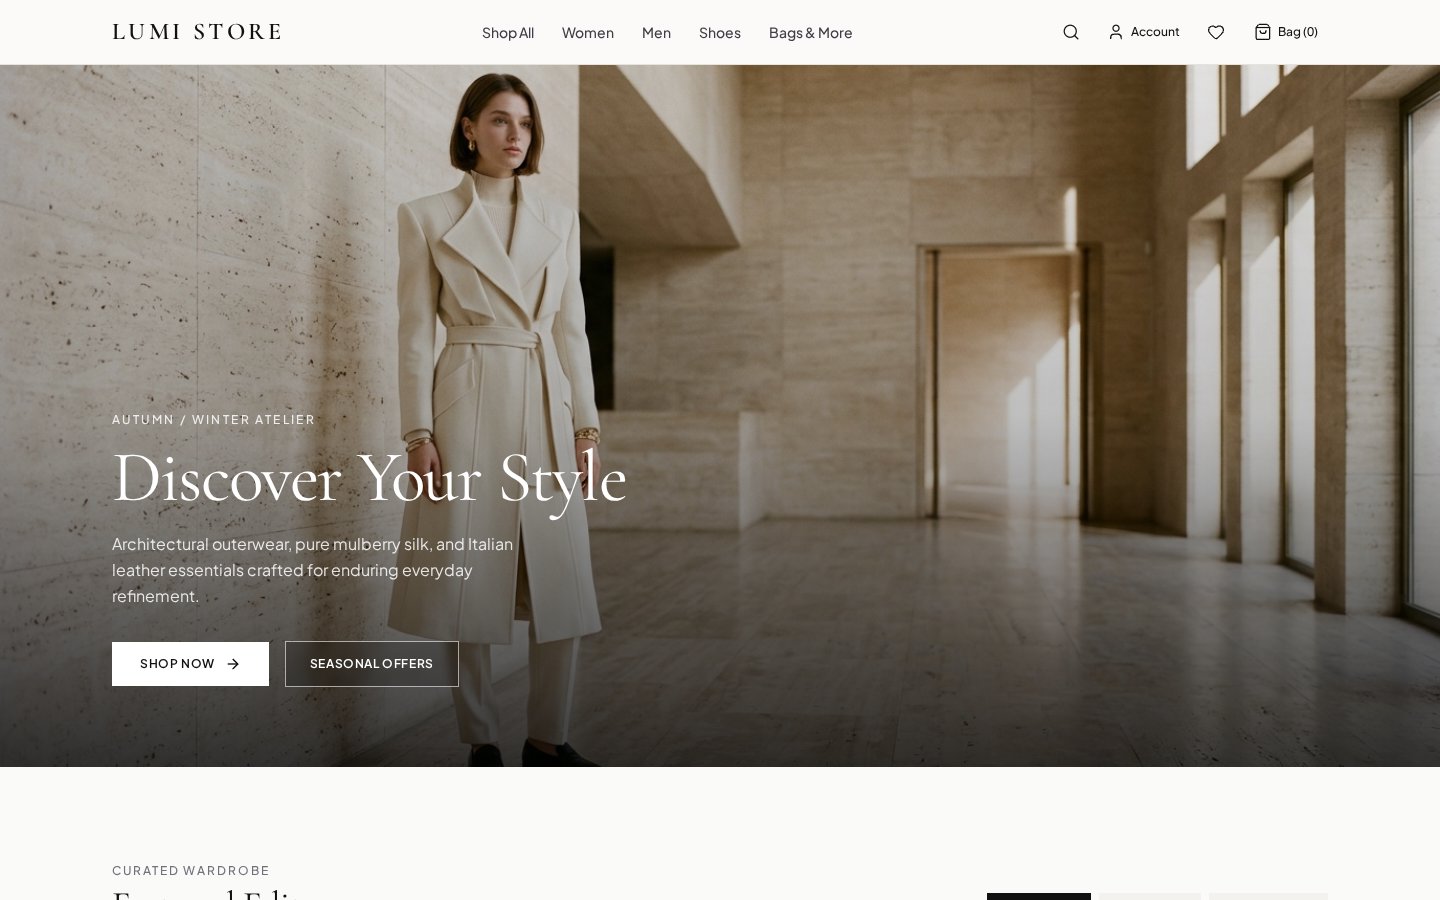 LUMI STORE
Shop All Women Men Shoes Bags & More
Account
Bag (0)
AUTUMN / WINTER ATELIER
Discover Your Style
Architectural outerwear, pure mulberry silk, and Italian
leather essentials crafted for enduring everyday
refinement.
SHOP NOW
SEASONAL OFFERS
CURATED WARDROBE